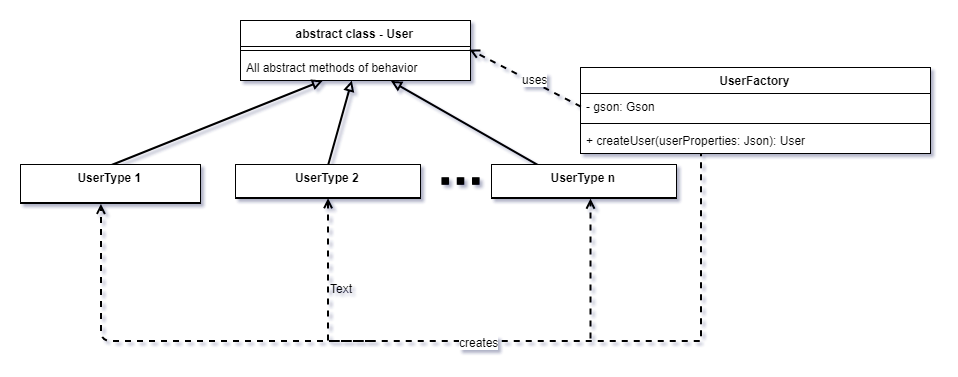 abstract class - User
All abstract methods of behavior
uses
UserFactory
- gson: Gson
+ createUser(userProperties: Json): User
UserType 1
UserType 2
UserType n
Text
creates